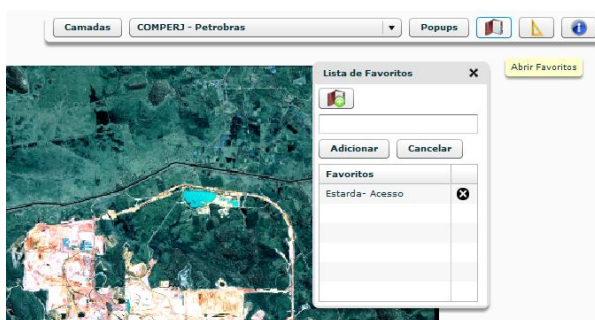 Camadas COMPERJ - Petrobras Popups
Abrir Favoritos
Lista de Favoritos
Adicionar Cancelar
Favoritos
Estarda- Acesso